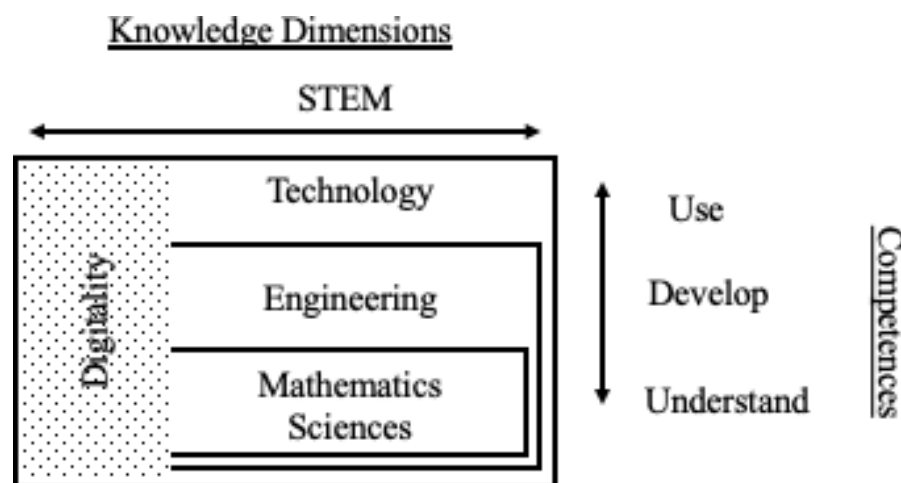 Knowledge Dimensions
STEM
Technology
Use
Digitality
Engineering
Develop
Mathematics
Sciences
Understand
Competences